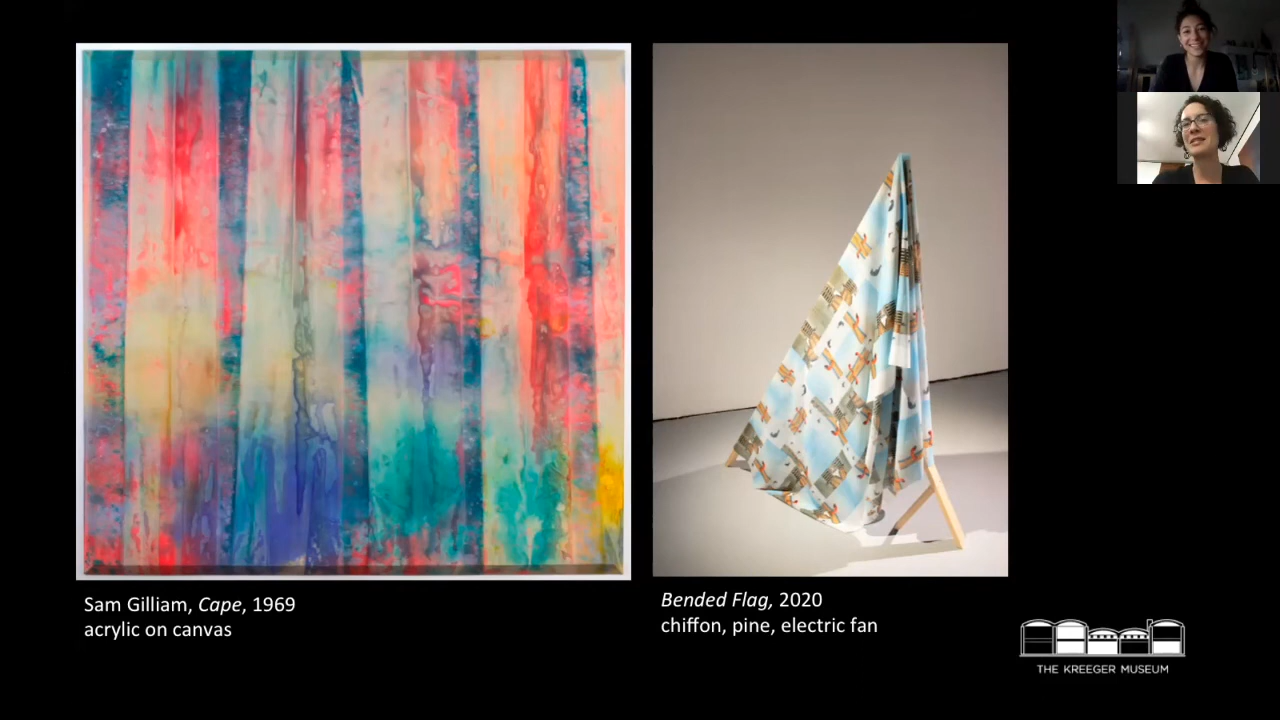 Sam Gilliam, Cape, 1969
acrylic on canvas
Bended Flag, 2020
chiffon, pine, electric fan
THE KREEGER MUSEUM